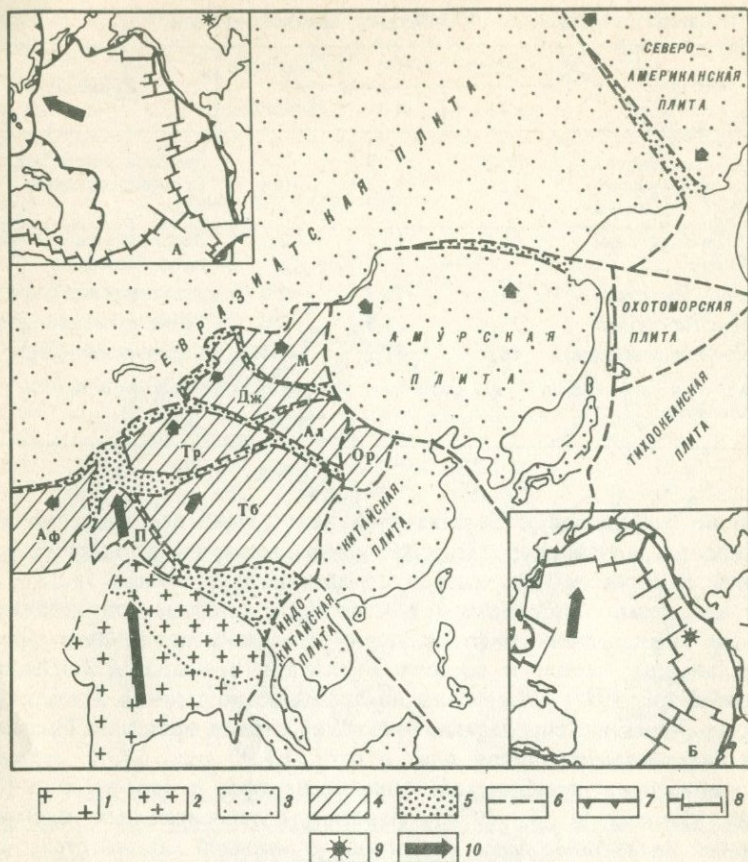 СЕВЕРО-
АМЕРИКАНСКАЯ
ПЛИТА
А
ЕВРАЗИАТСКАЯ ПЛИТА
ОХОТОМОРСКАЯ
ПЛИТА
АМУРСКАЯ
ПЛИТА
М
Дж
Ал
Тр
Ор
ТИХООКЕАНСКАЯ
ПЛИТА
Тб
Аф
П
КИТАЙСКАЯ
ПЛИТА
ИНДО-
КИТАЙСКАЯ
ПЛИТА
Б
1 2 3 4 5 6 7 8
9 10